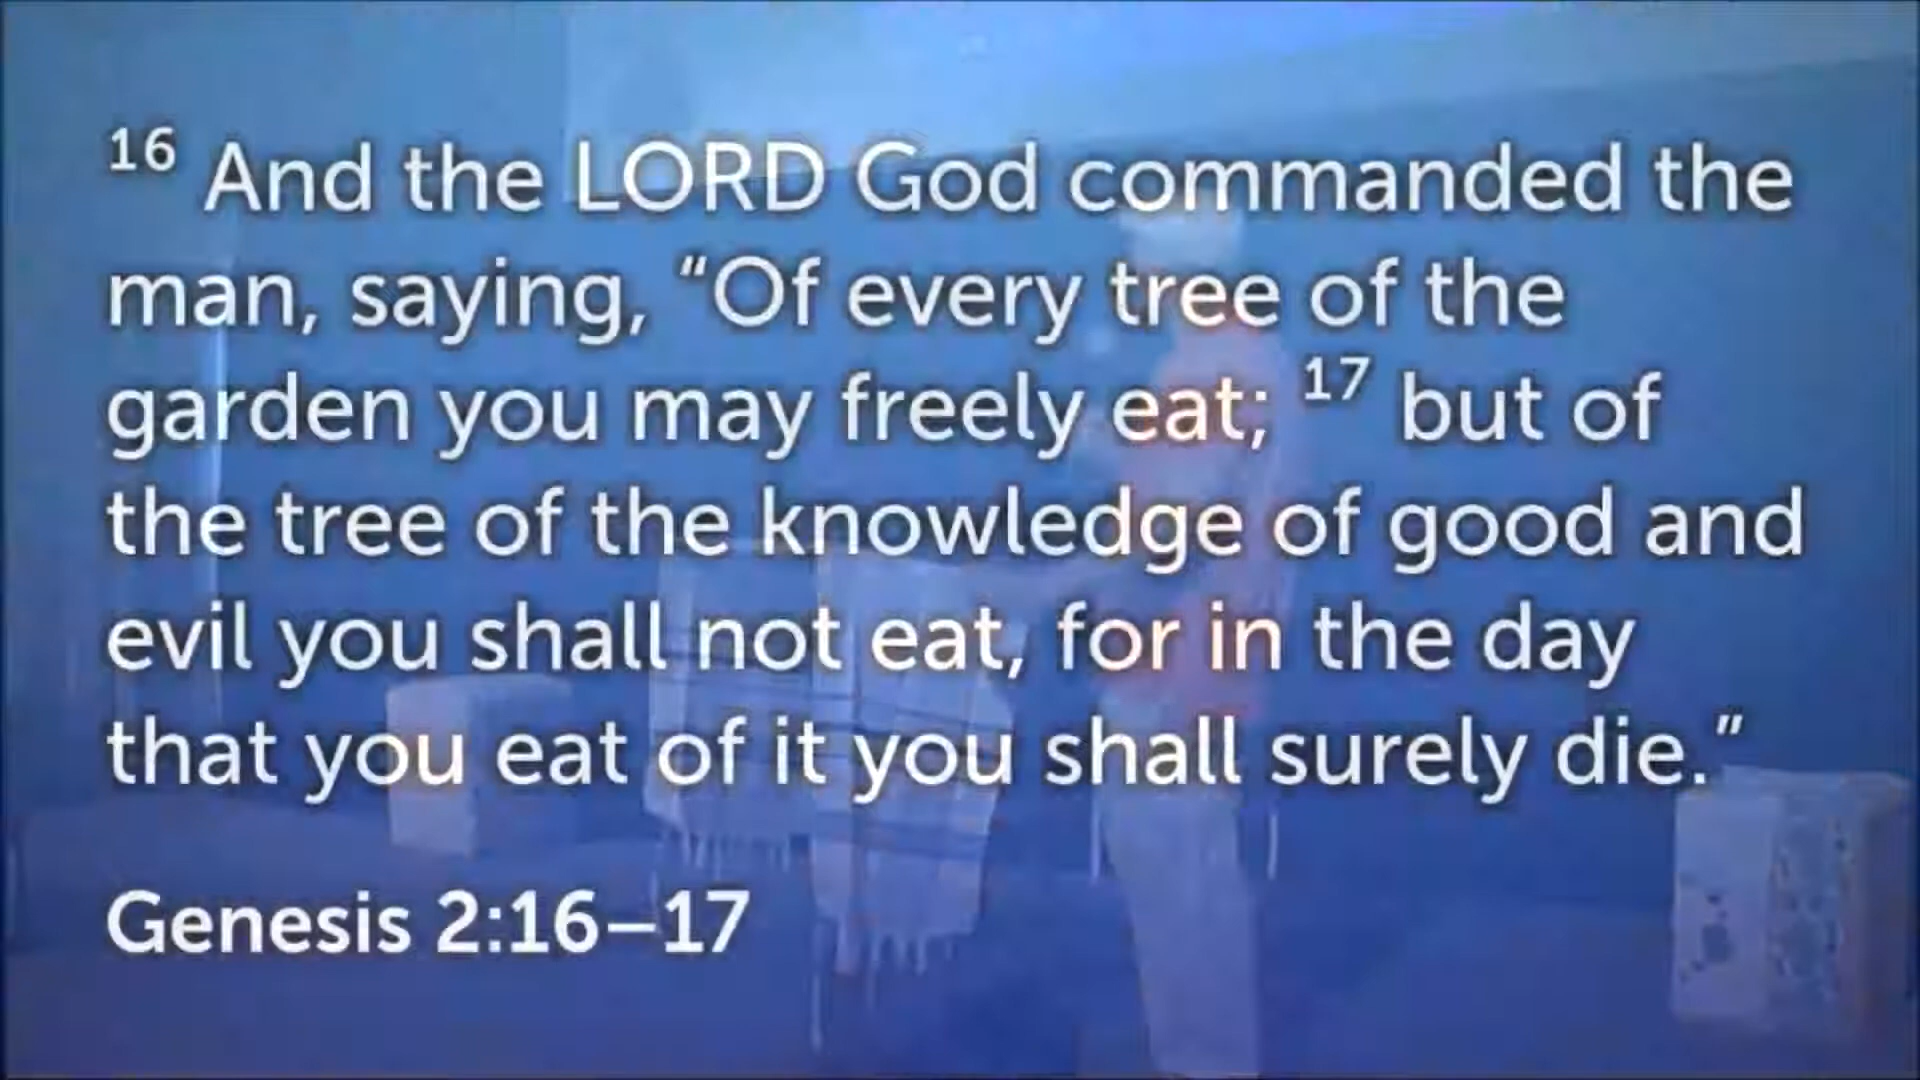 16 And the LORD God commanded the
man, saying, “Of every tree of the
garden you may freely eat; 17 but of
the tree of the knowledge of good and
evil you shall not eat, for in the day
that you eat of it you shall surely die.”
Genesis 2:16–17